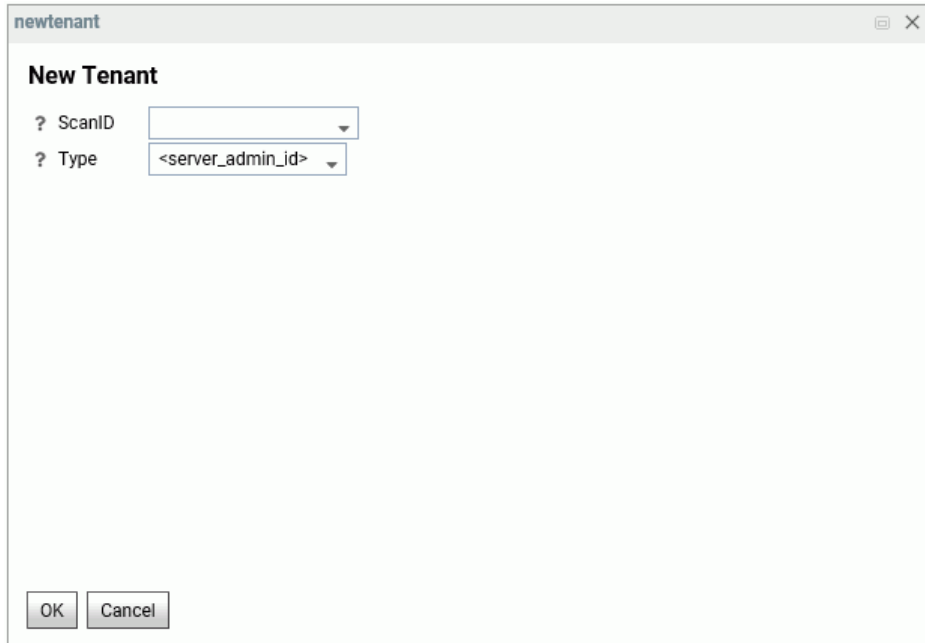 newtenant
New Tenant
? ScanID
? Type <server_admin_id>
OK Cancel